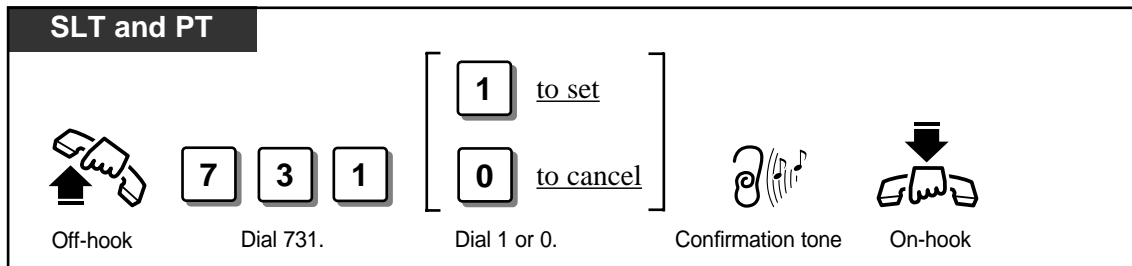 SLT and PT
1 to set
7 3 1
0 to cancel
Off-hook
Dial 731.
Dial 1 or 0.
Confirmation tone
On-hook